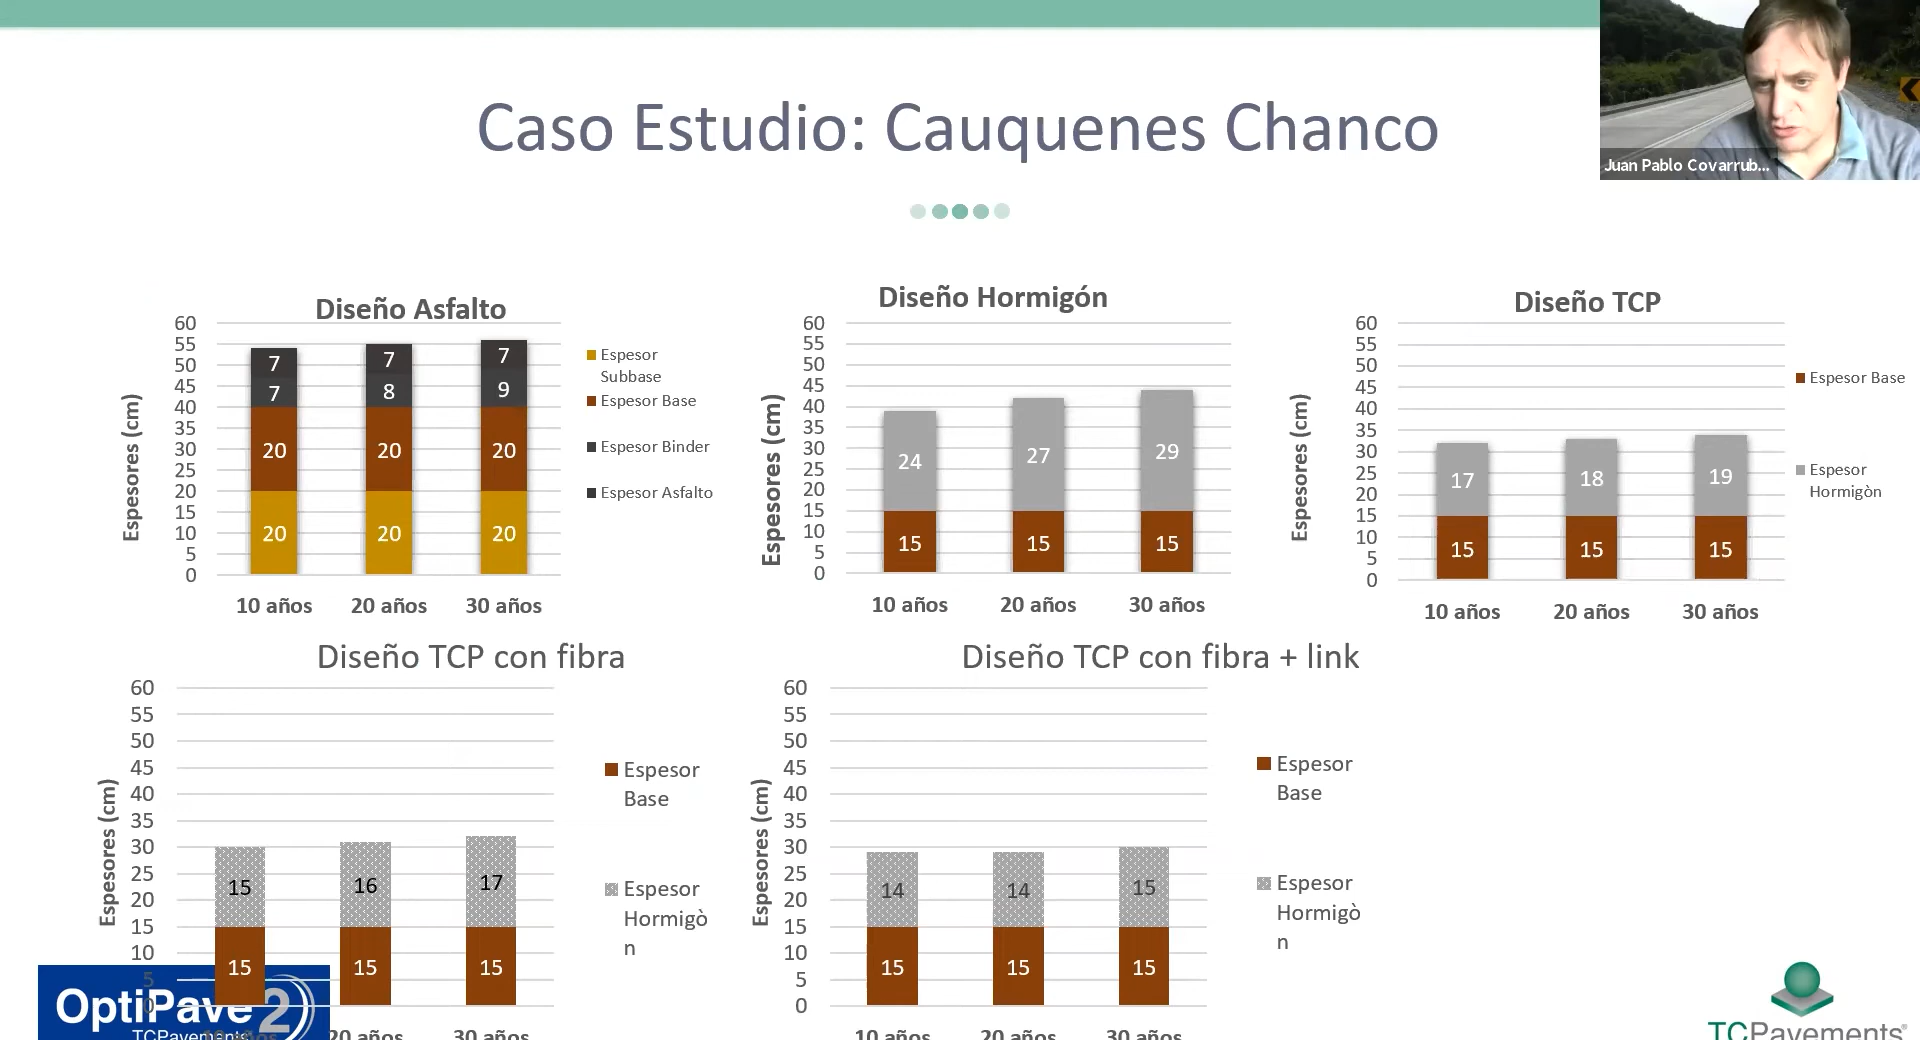 Juan Pablo Covarrub...
Caso Estudio: Cauquenes Chanco
Diseño Asfalto
Espesores (cm)
60
55
50
45
40
35
30
25
20
15
10
5
0
7
7
20
20
7
8
20
20
7
9
20
20
10 años
20 años
30 años
Espesor
Subbase
Espesor Base
Espesor Binder
Espesor Asfalto
Diseño Hormigón
Espesores (cm)
60
55
50
45
40
35
30
25
20
15
10
5
0
24
15
27
15
29
15
10 años
20 años
30 años
Diseño TCP
Espesores (cm)
60
55
50
45
40
35
30
25
20
15
10
5
0
17
15
18
15
19
15
10 años
20 años
30 años
Espesor Base
Espesor
Hormigòn
Diseño TCP con fibra
Espesores (cm)
60
55
50
45
40
35
30
25
20
15
10
5
0
15
15
16
15
17
15
10 años
20 años
30 años
Espesor
Base
Espesor
Hormigò
n
Diseño TCP con fibra + link
Espesores (cm)
60
55
50
45
40
35
30
25
20
15
10
5
0
14
15
14
15
15
15
10 años
20 años
30 años
Espesor
Base
Espesor
Hormigò
n
OptiPave 2
TCPavements
TCPavements®